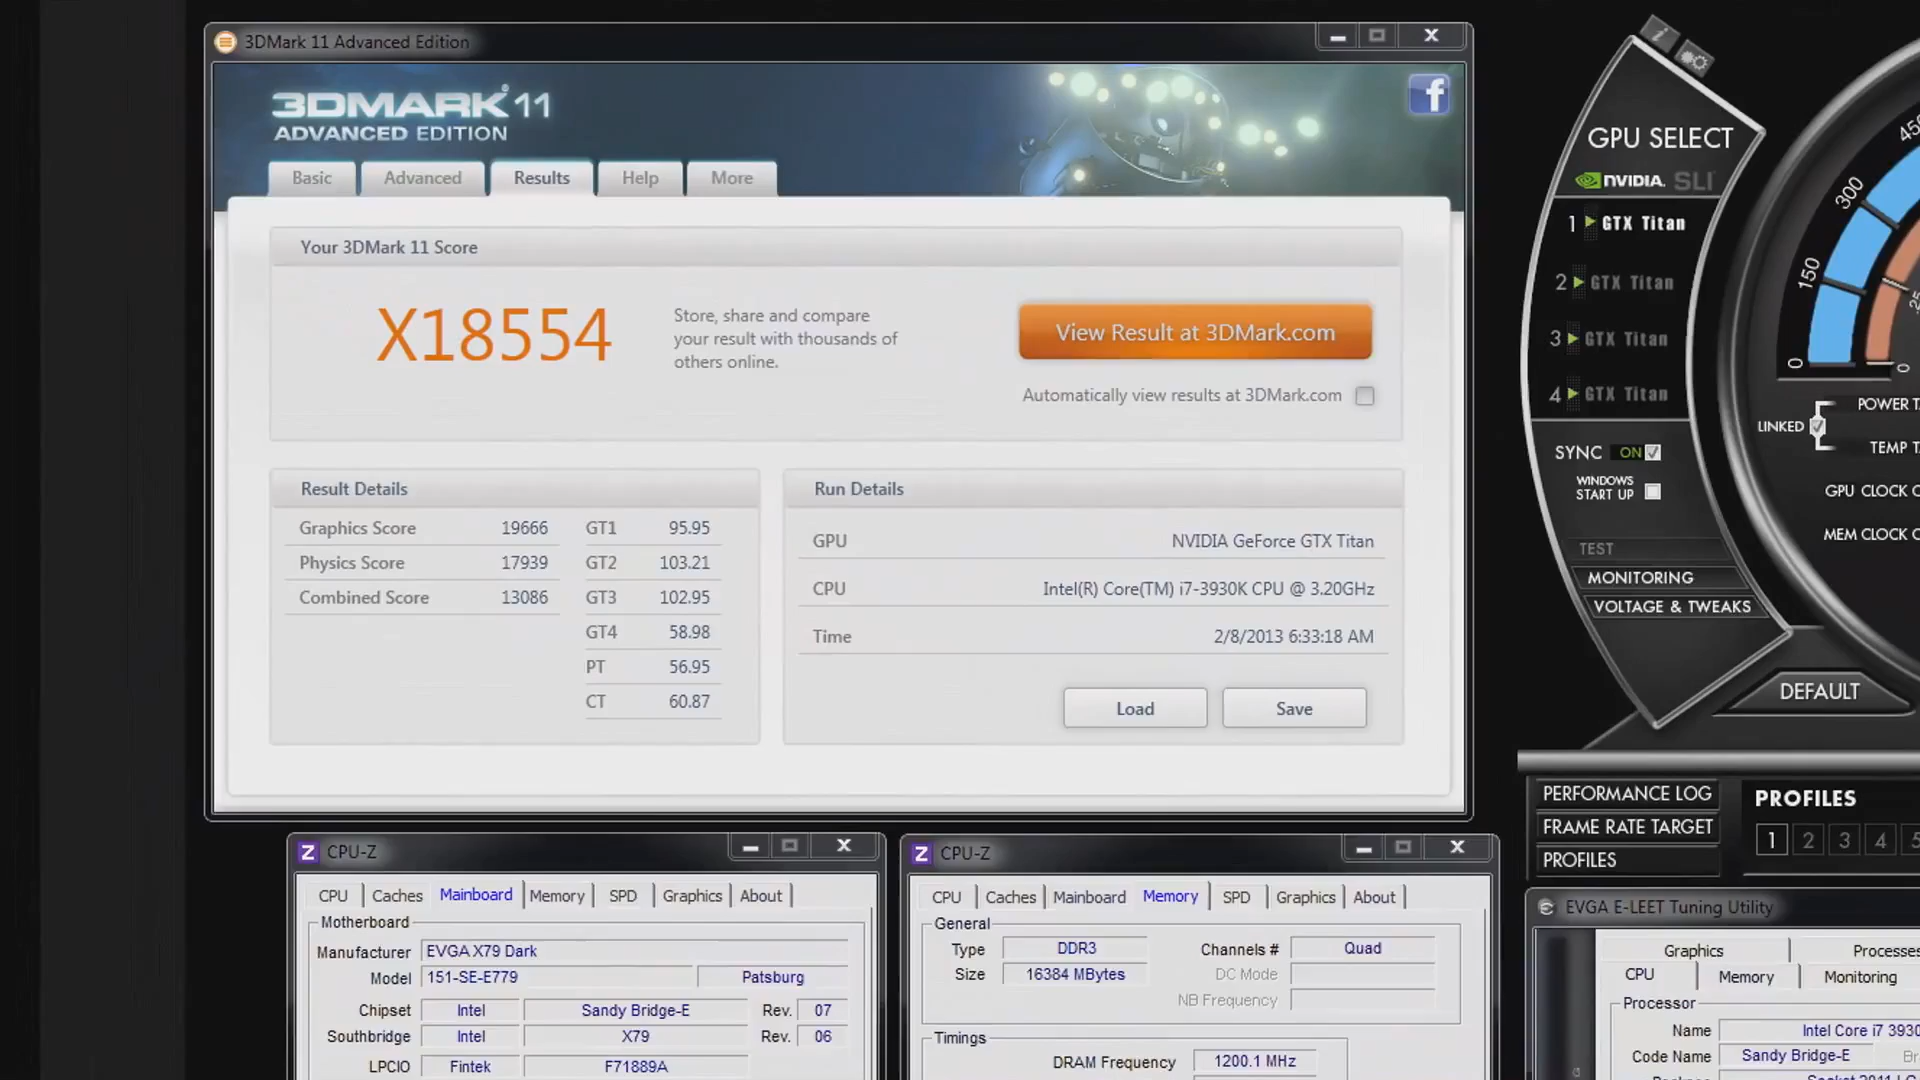 3DMark 11 Advanced Edition
3DMARK 11
ADVANCED EDITION
Basic
Advanced
Results
Help
More
Your 3DMark 11 Score
X18554
Store, share and compare
your result with thousands of
others online.
View Result at 3DMark.com
Automatically view results at 3DMark.com
Result Details
Graphics Score 19666
Physics Score 17939
Combined Score 13086
GT1 95.95
GT2 103.21
GT3 102.95
GT4 58.98
PT 56.95
CT 60.87
Run Details
GPU NVIDIA GeForce GTX Titan
CPU Intel(R) Core(TM) i7-3930K CPU @ 3.20GHz
Time 2/8/2013 6:33:18 AM
Load
Save
GPU SELECT
NVIDIA. SLI
1 GTX Titan
2 GTX Titan
3 GTX Titan
4 GTX Titan
SYNC ON
WINDOWS
START UP
TEST
MONITORING
VOLTAGE & TWEAKS
450
300
150
0
0
LINKED
POWER T
TEMP T
GPU CLOCK
MEM CLOCK
DEFAULT
PERFORMANCE LOG
FRAME RATE TARGET
PROFILES
PROFILES
1 2 3 4 5
CPU-Z
CPU Caches Mainboard Memory SPD Graphics About
Motherboard
Manufacturer EVGA X79 Dark
Model 151-SE-E779 Patsburg
Chipset Intel Sandy Bridge-E Rev. 07
Southbridge Intel X79 Rev. 06
LPCIO Fintek F71889A
CPU-Z
CPU Caches Mainboard Memory SPD Graphics About
General
Type DDR3 Channels # Quad
Size 16384 MBytes DC Mode
NB Frequency
Timings
DRAM Frequency 1200.1 MHz
EVGA E-LEET Tuning Utility
Graphics Processes
CPU Memory Monitoring
Processor
Name Intel Core i7 3930
Code Name Sandy Bridge-E